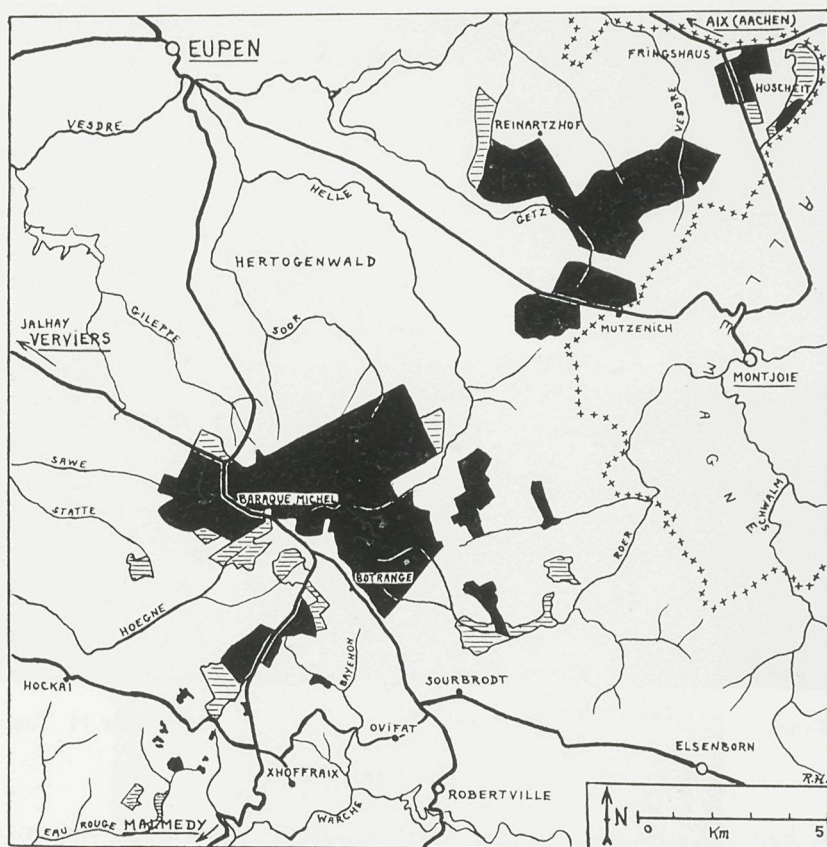 AIX (AACHEN)
EUPEN
FRINGSHAUS
HUSCHEIT
VESDRE
REINARTZHOF
VESDRE
HELLE
GETZ
HERTOGENWALD
SOOR
GILEPPE
JALHAY
VERVIERS
MUTZENICH
MONTJOIE
ALLEMAGNE
SCHWALM
SAWE
STATTE
BARAQUE MICHEL
ROER
BOTRANGE
HOEGNE
BAYEHON
HOCKAI
SOURBRODT
OVIFAT
ELSENBORN
XHOFFRAIX
ROBERTVILLE
R.H.
WARCHE
EAU ROUGE
MALMEDY
N
0 Km 5